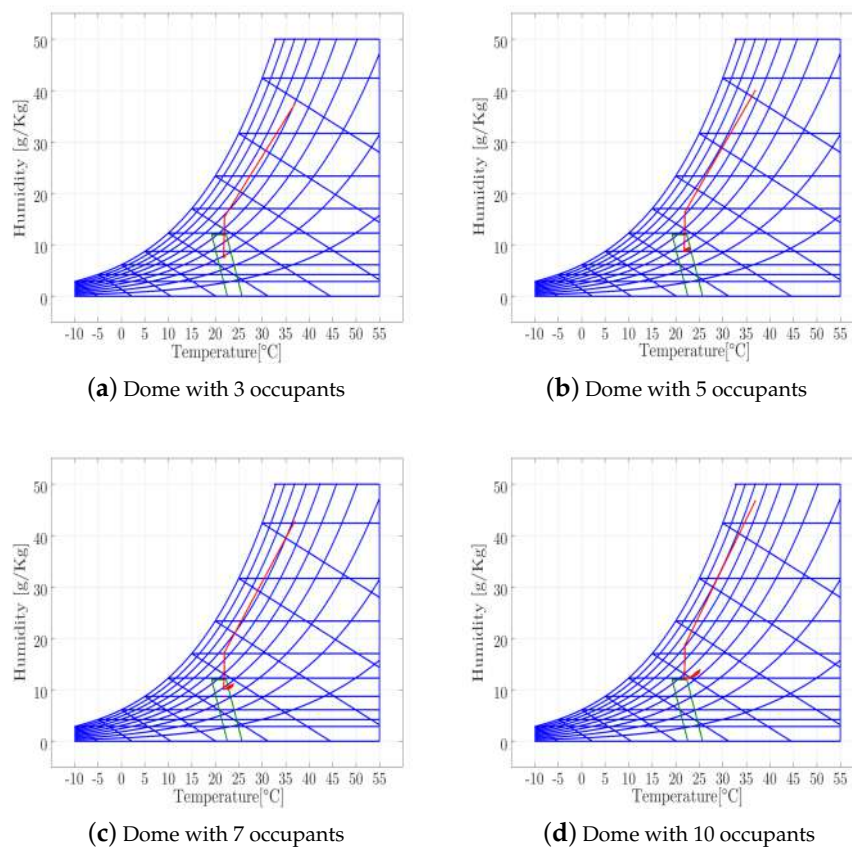 50 50
40 40
30 30
20 20
10 10
0 0
Humidity [g/Kg] Humidity [g/Kg]
-10 -5 0 5 10 15 20 25 30 35 40 45 50 55 -10 -5 0 5 10 15 20 25 30 35 40 45 50 55
Temperature[°C] Temperature[°C]
(a) Dome with 3 occupants (b) Dome with 5 occupants
50 50
40 40
30 30
20 20
10 10
0 0
Humidity [g/Kg] Humidity [g/Kg]
-10 -5 0 5 10 15 20 25 30 35 40 45 50 55 -10 -5 0 5 10 15 20 25 30 35 40 45 50 55
Temperature[°C] Temperature[°C]
(c) Dome with 7 occupants (d) Dome with 10 occupants